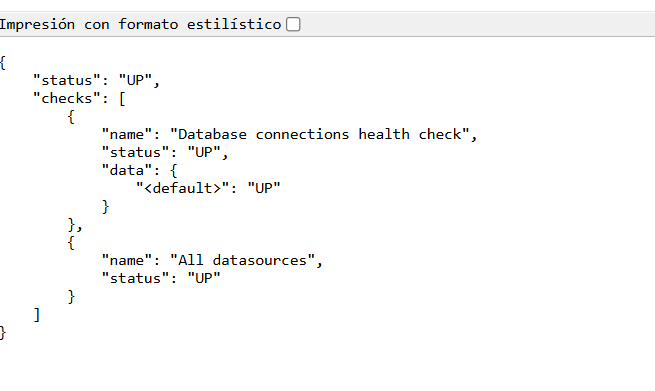 Impresión con formato estilístico
{
    "status": "UP",
    "checks": [
        {
            "name": "Database connections health check",
            "status": "UP",
            "data": {
                "<default>": "UP"
            }
        },
        {
            "name": "All datasources",
            "status": "UP"
        }
    ]
}